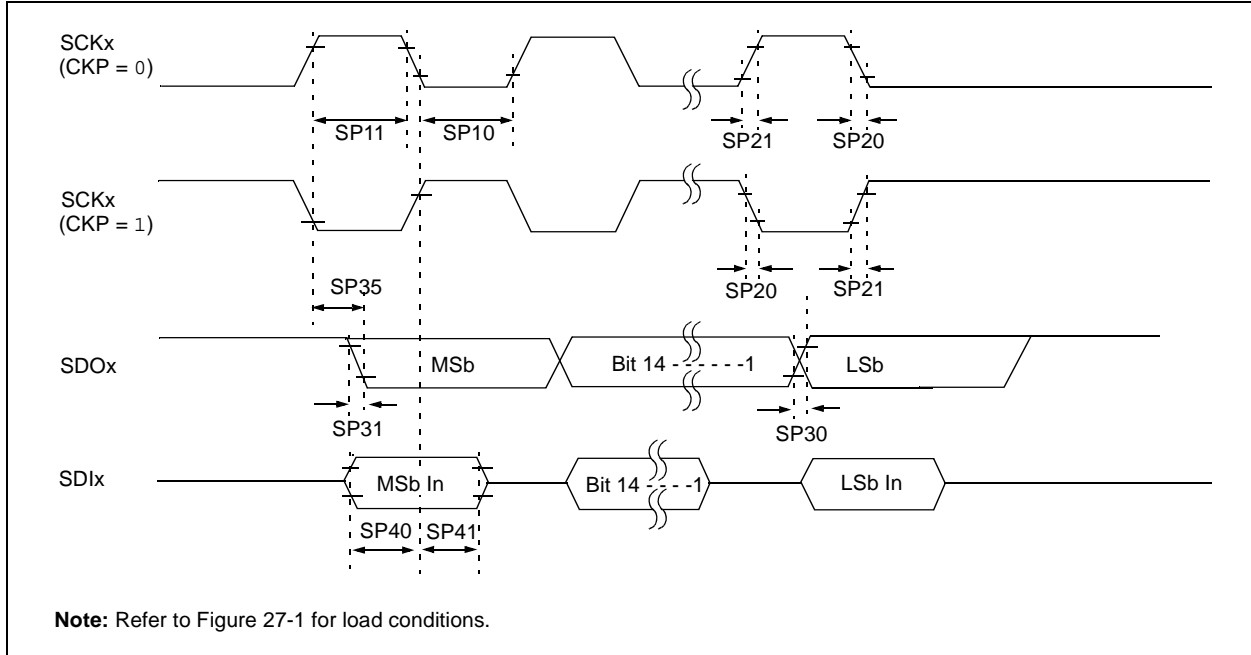 SCKx
(CKP = 0)
SP11
SP10
SP21
SP20
SCKx
(CKP = 1)
SP35
SP20
SP21
SDOx
MSb
Bit 14 - - - - - -1
LSb
SP31
SP30
SDIx
MSb In
Bit 14 - - - -1
LSb In
SP40
SP41
Note: Refer to Figure 27-1 for load conditions.